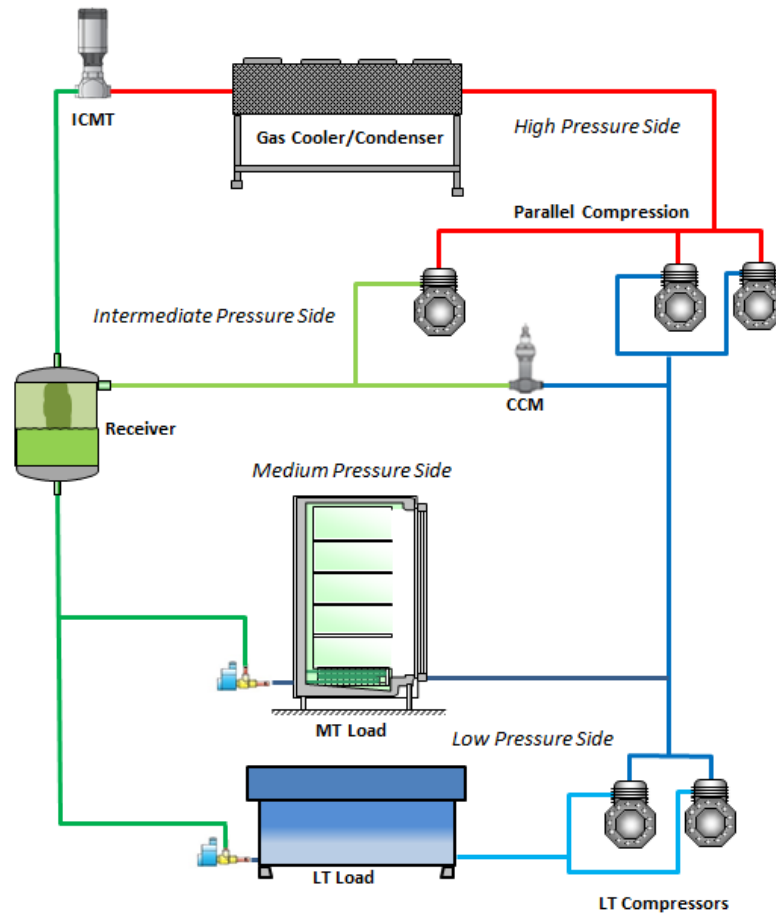 ICMT
Gas Cooler/Condenser
High Pressure Side
Parallel Compression
Intermediate Pressure Side
CCM
Receiver
Medium Pressure Side
MT Load
Low Pressure Side
LT Load
LT Compressors